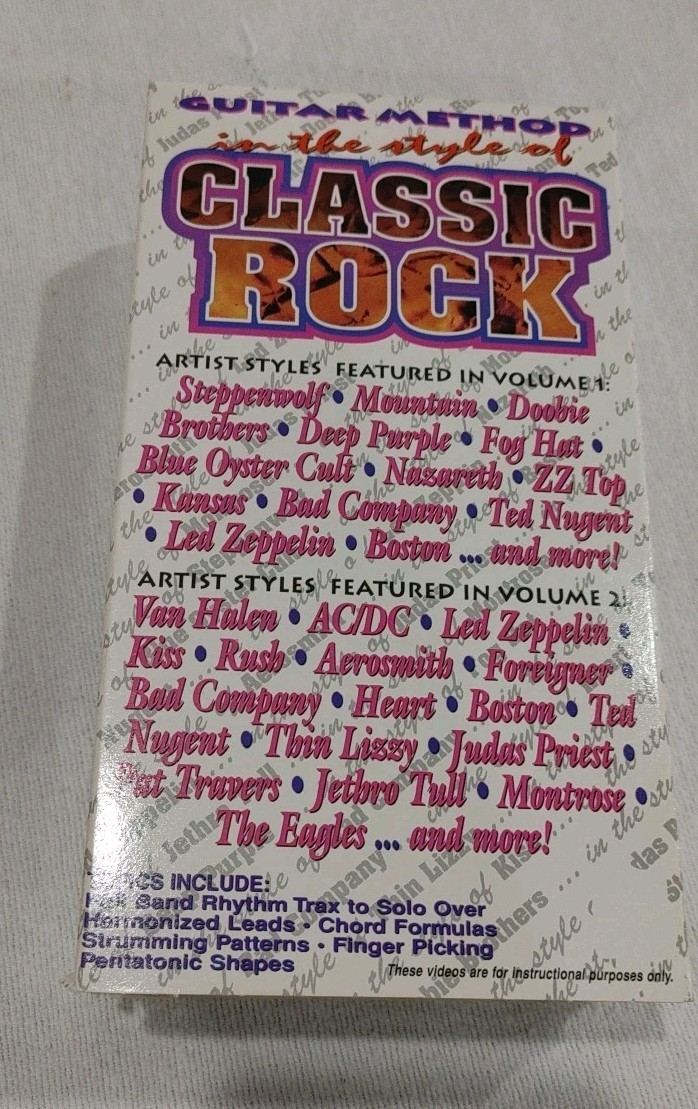 GUITAR METHOD
in the style of
CLASSIC
ROCK
ARTIST STYLES FEATURED IN VOLUME 1:
Steppenwolf • Mountain • Doobie
Brothers • Deep Purple • Fog Hat •
Blue Oyster Cult • Nazareth • ZZ Top
• Kansas • Bad Company • Ted Nugent
• Led Zeppelin • Boston ... and more!
ARTIST STYLES FEATURED IN VOLUME 2:
Van Halen • AC/DC • Led Zeppelin •
Kiss • Rush • Aerosmith • Foreigner •
Bad Company • Heart • Boston • Ted
Nugent • Thin Lizzy • Judas Priest •
Pat Travers • Jethro Tull • Montrose •
The Eagles ... and more!
INCLUDE:
Band Rhythm Trax to Solo Over
Harmonized Leads • Chord Formulas
Strumming Patterns • Finger Picking
Pentatonic Shapes
These videos are for instructional purposes only.